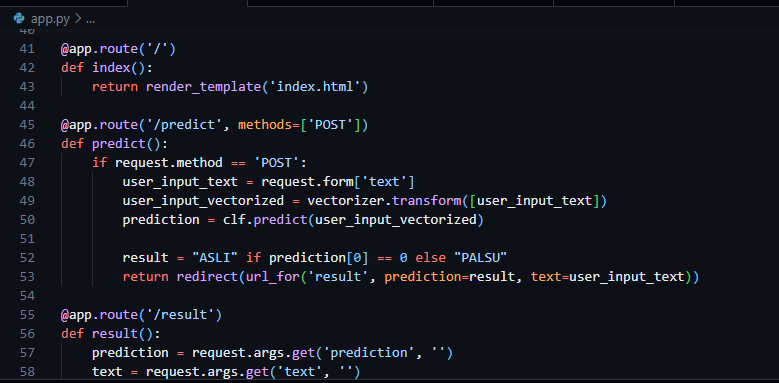 app.py > ...
40
41 @app.route('/')
42 def index():
43     return render_template('index.html')
44
45 @app.route('/predict', methods=['POST'])
46 def predict():
47     if request.method == 'POST':
48         user_input_text = request.form['text']
49         user_input_vectorized = vectorizer.transform([user_input_text])
50         prediction = clf.predict(user_input_vectorized)
51
52         result = "ASLI" if prediction[0] == 0 else "PALSU"
53         return redirect(url_for('result', prediction=result, text=user_input_text))
54
55 @app.route('/result')
56 def result():
57     prediction = request.args.get('prediction', '')
58     text = request.args.get('text', '')